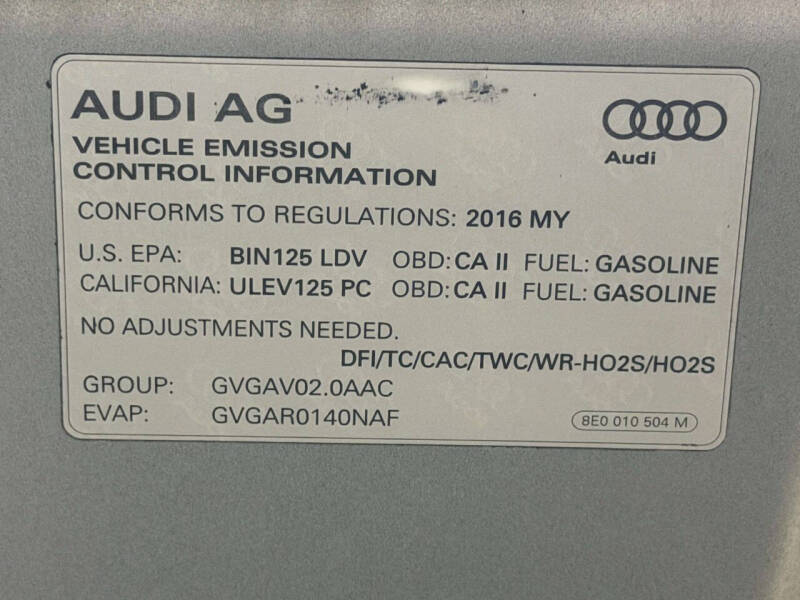 AUDI AG
Audi
VEHICLE EMISSION
CONTROL INFORMATION
CONFORMS TO REGULATIONS: 2016 MY
U.S. EPA: BIN125 LDV OBD: CA II FUEL: GASOLINE
CALIFORNIA: ULEV125 PC OBD: CA II FUEL: GASOLINE
NO ADJUSTMENTS NEEDED.
DFI/TC/CAC/TWC/WR-HO2S/HO2S
GROUP: GVGAV02.0AAC
EVAP: GVGAR0140NAF
8E0 010 504 M